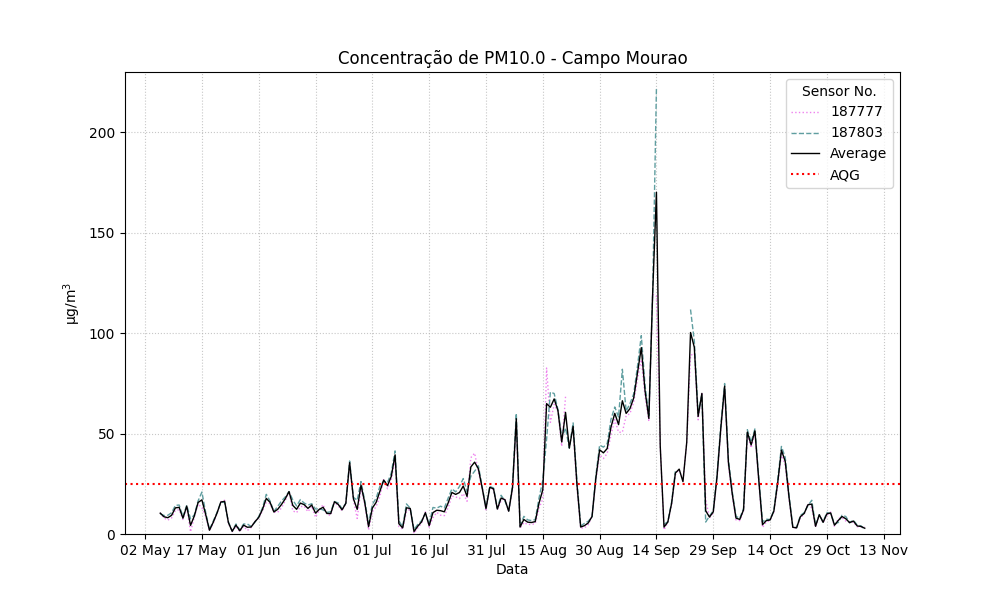 Concentração de PM10.0 - Campo Mourao
Sensor No.
187777
187803
Average
AQG
200
150
100
50
0
µg/m³
02 May 17 May 01 Jun 16 Jun 01 Jul 16 Jul 31 Jul 15 Aug 30 Aug 14 Sep 29 Sep 14 Oct 29 Oct 13 Nov
Data